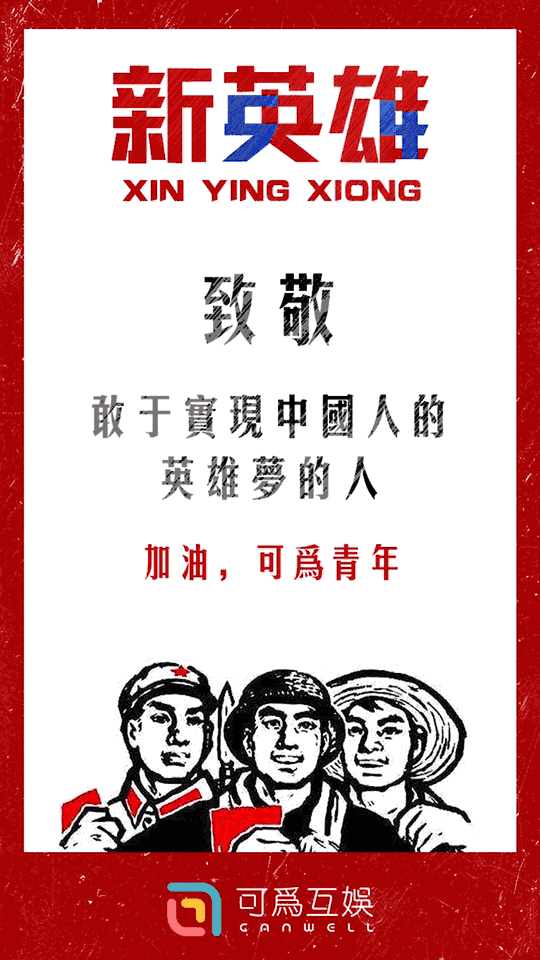 新英雄
XIN YING XIONG
致敬
敢于實現中國人的
英雄夢的人
加油，可爲青年
可爲互娛
CANWELL